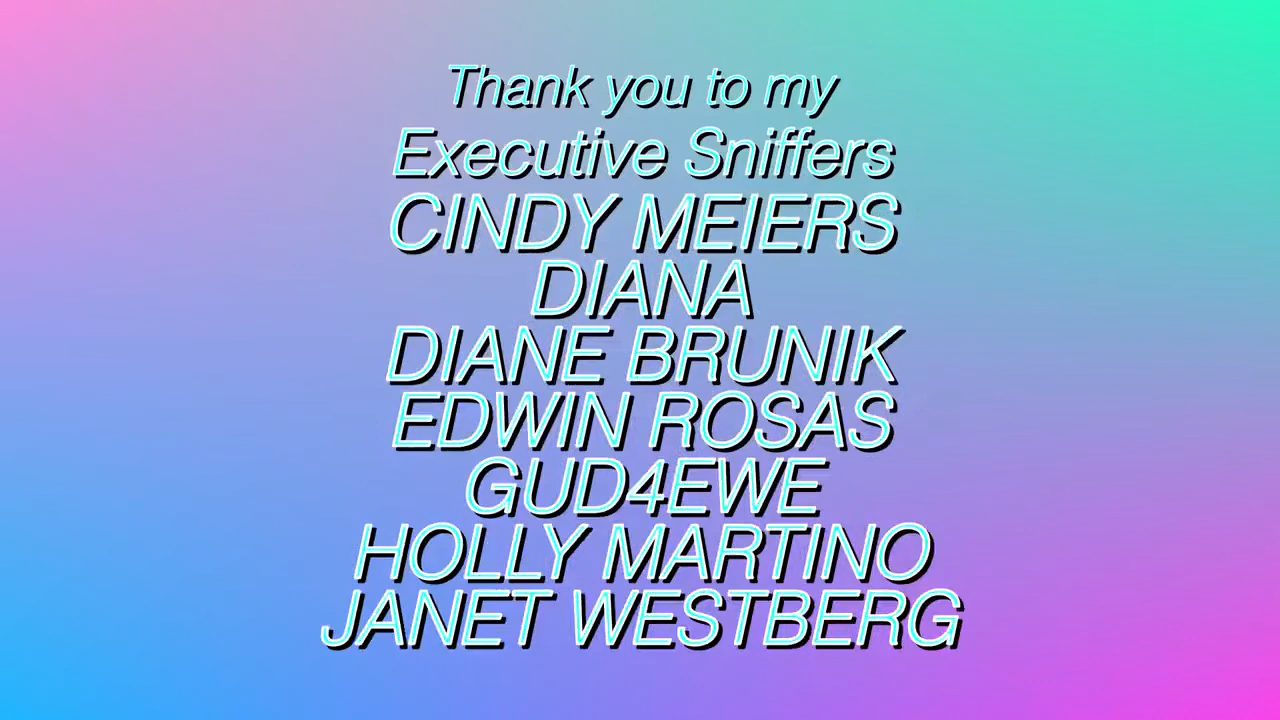 Thank you to my
Executive Sniffers
CINDY MEIERS
DIANA
DIANE BRUNIK
EDWIN ROSAS
GUD4EWE
HOLLY MARTINO
JANET WESTBERG